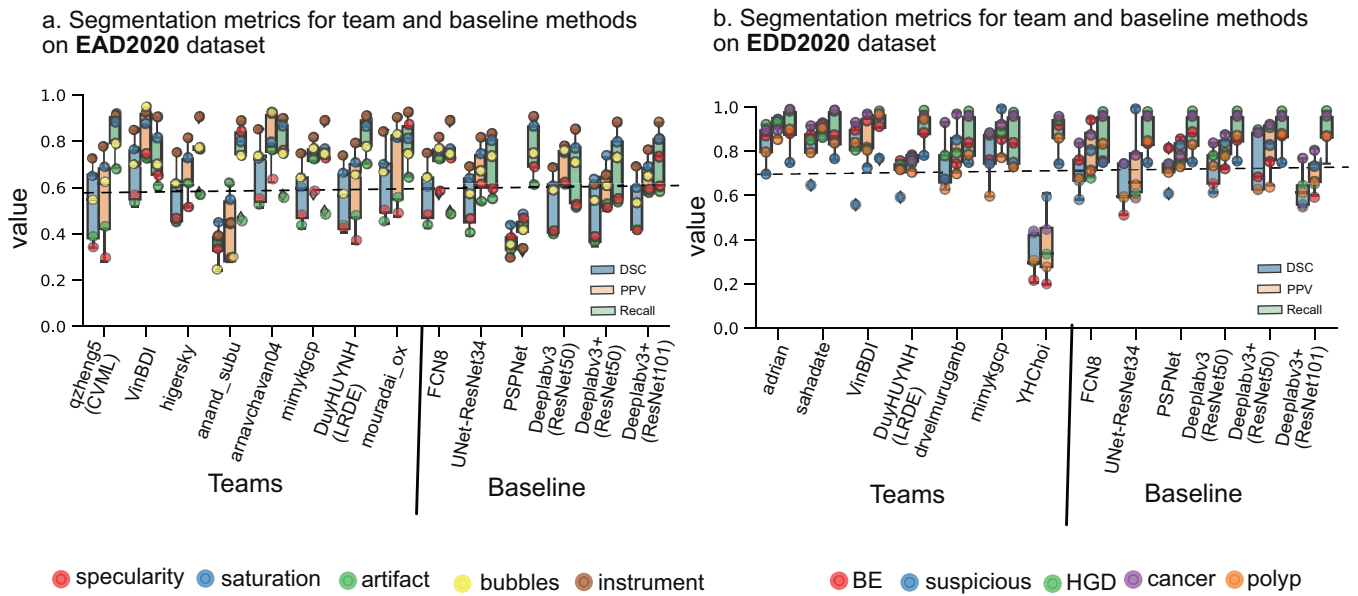 a. Segmentation metrics for team and baseline methods
on EAD2020 dataset
value
1.0
0.8
0.6
0.4
0.2
0.0
DSC
PPV
Recall
qzheng5
(CVML)
VinBDI
higersky
anand_subu
arnavchavan04
mimykgcp
DuyHUYNH
(LRDE)
mouradai_ox
FCN8
UNet-ResNet34
PSPNet
Deeplabv3
(ResNet50)
Deeplabv3+
(ResNet50)
Deeplabv3+
(ResNet101)
Teams
Baseline
specularity
saturation
artifact
bubbles
instrument
b. Segmentation metrics for team and baseline methods
on EDD2020 dataset
value
1.0
0.8
0.6
0.4
0.2
0.0
DSC
PPV
Recall
adrian
sahadate
VinBDI
DuyHUYNH
(LRDE)
drvelmuruganb
mimykgcp
YHChoi
FCN8
UNet-ResNet34
PSPNet
Deeplabv3
(ResNet50)
Deeplabv3+
(ResNet50)
Deeplabv3+
(ResNet101)
Teams
Baseline
BE
suspicious
HGD
cancer
polyp